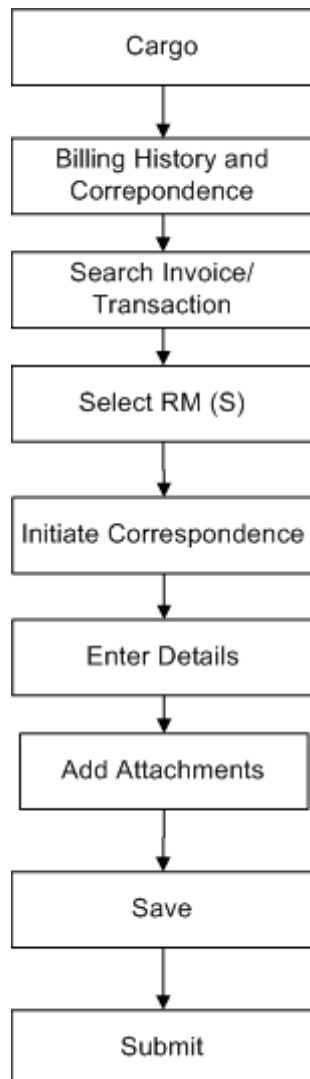 Cargo
Billing History and
Correpondence
Search Invoice/
Transaction
Select RM (S)
Initiate Correspondence
Enter Details
Add Attachments
Save
Submit